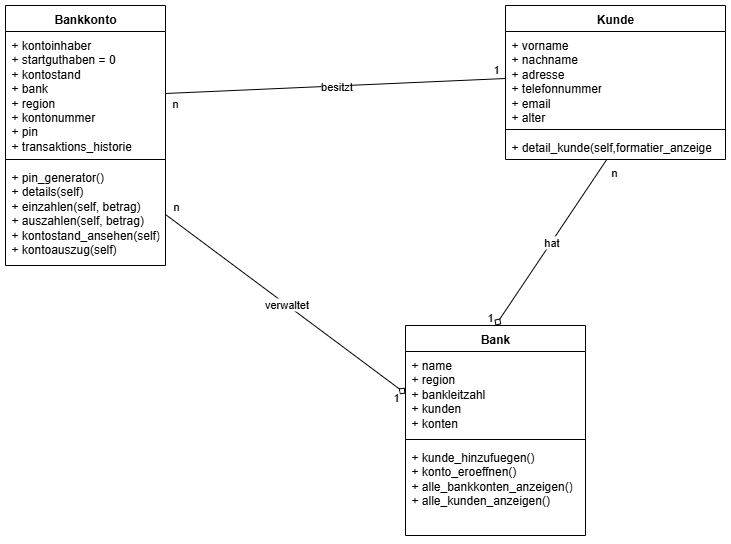 Bankkonto
+ kontoinhaber
+ startguthaben = 0
+ kontostand
+ bank
+ region
+ kontonummer
+ pin
+ transaktions_historie
+ pin_generator()
+ details(self)
+ einzahlen(self, betrag)
+ auszahlen(self, betrag)
+ kontostand_ansehen(self)
+ kontoauszug(self)
n
besitzt
1
Kunde
+ vorname
+ nachname
+ adresse
+ telefonnummer
+ email
+ alter
+ detail_kunde(self,formatier_anzeige
n
hat
1
n
verwaltet
1
Bank
+ name
+ region
+ bankleitzahl
+ kunden
+ konten
+ kunde_hinzufuegen()
+ konto_eroeffnen()
+ alle_bankkonten_anzeigen()
+ alle_kunden_anzeigen()